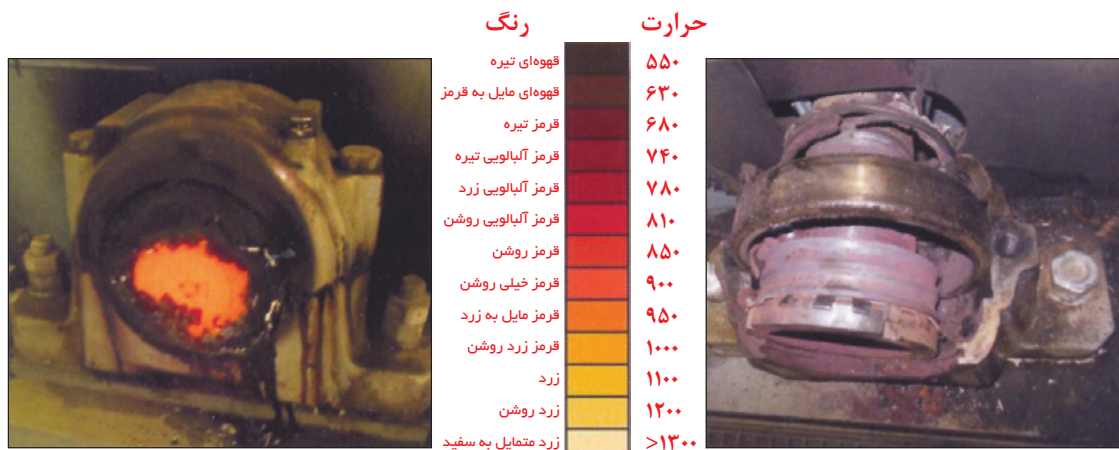 رنگ حرارت
قهوه‌ای تیره ۵۵۰
قهوه‌ای مایل به قرمز ۶۳۰
قرمز تیره ۶۸۰
قرمز آلبالویی تیره ۷۴۰
قرمز آلبالویی زرد ۷۸۰
قرمز آلبالویی روشن ۸۱۰
قرمز روشن ۸۵۰
قرمز خیلی روشن ۹۰۰
قرمز مایل به زرد ۹۵۰
قرمز زرد روشن ۱۰۰۰
زرد ۱۱۰۰
زرد روشن ۱۲۰۰
زرد متمایل به سفید >۱۳۰۰